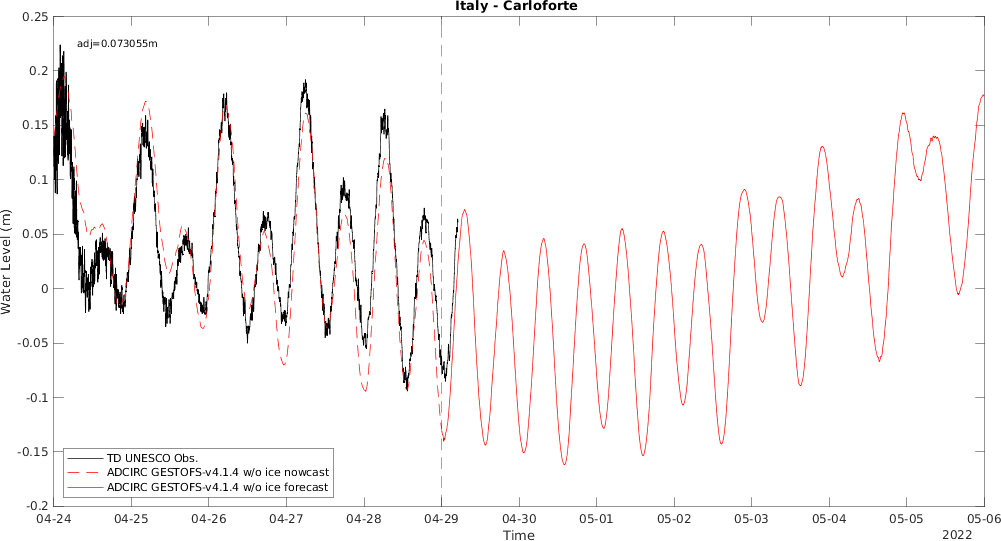 Italy - Carloforte
adj=0.073055m
0.25
0.2
0.15
0.1
0.05
0
-0.05
-0.1
-0.15
-0.2
Water Level (m)
TD UNESCO Obs.
ADCIRC GESTOFS-v4.1.4 w/o ice nowcast
ADCIRC GESTOFS-v4.1.4 w/o ice forecast
04-24 04-25 04-26 04-27 04-28 04-29 04-30 05-01 05-02 05-03 05-04 05-05 05-06
Time
2022